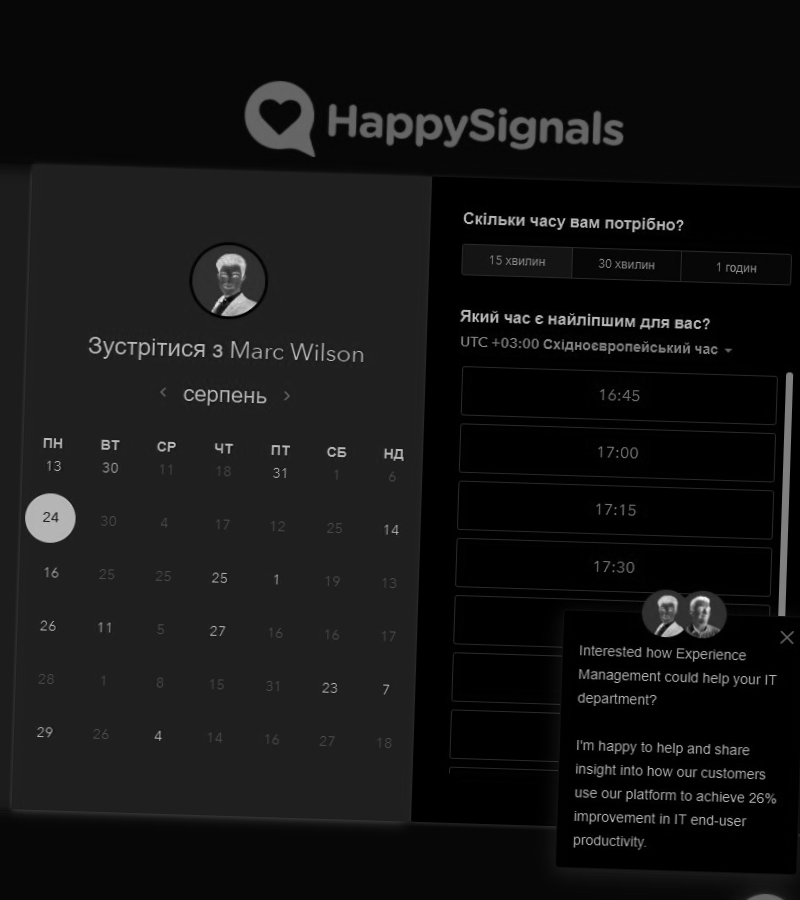 HappySignals
Зустрітися з Marc Wilson
серпень
ПН ВТ СР ЧТ ПТ СБ НД
13 30 11 18 31 1 6
24 30 4 17 12 25 14
16 25 25 25 1 19 13
26 11 5 27 16 16 17
28 1 8 15 31 23 7
29 26 4 14 16 27 18
Скільки часу вам потрібно?
15 хвилин 30 хвилин 1 годин
Який час є найліпшим для вас?
UTC +03:00 Східноєвропейський час
16:45
17:00
17:15
17:30
Interested how Experience
Management could help your IT
department?
I'm happy to help and share
insight into how our customers
use our platform to achieve 26%
improvement in IT end-user
productivity.